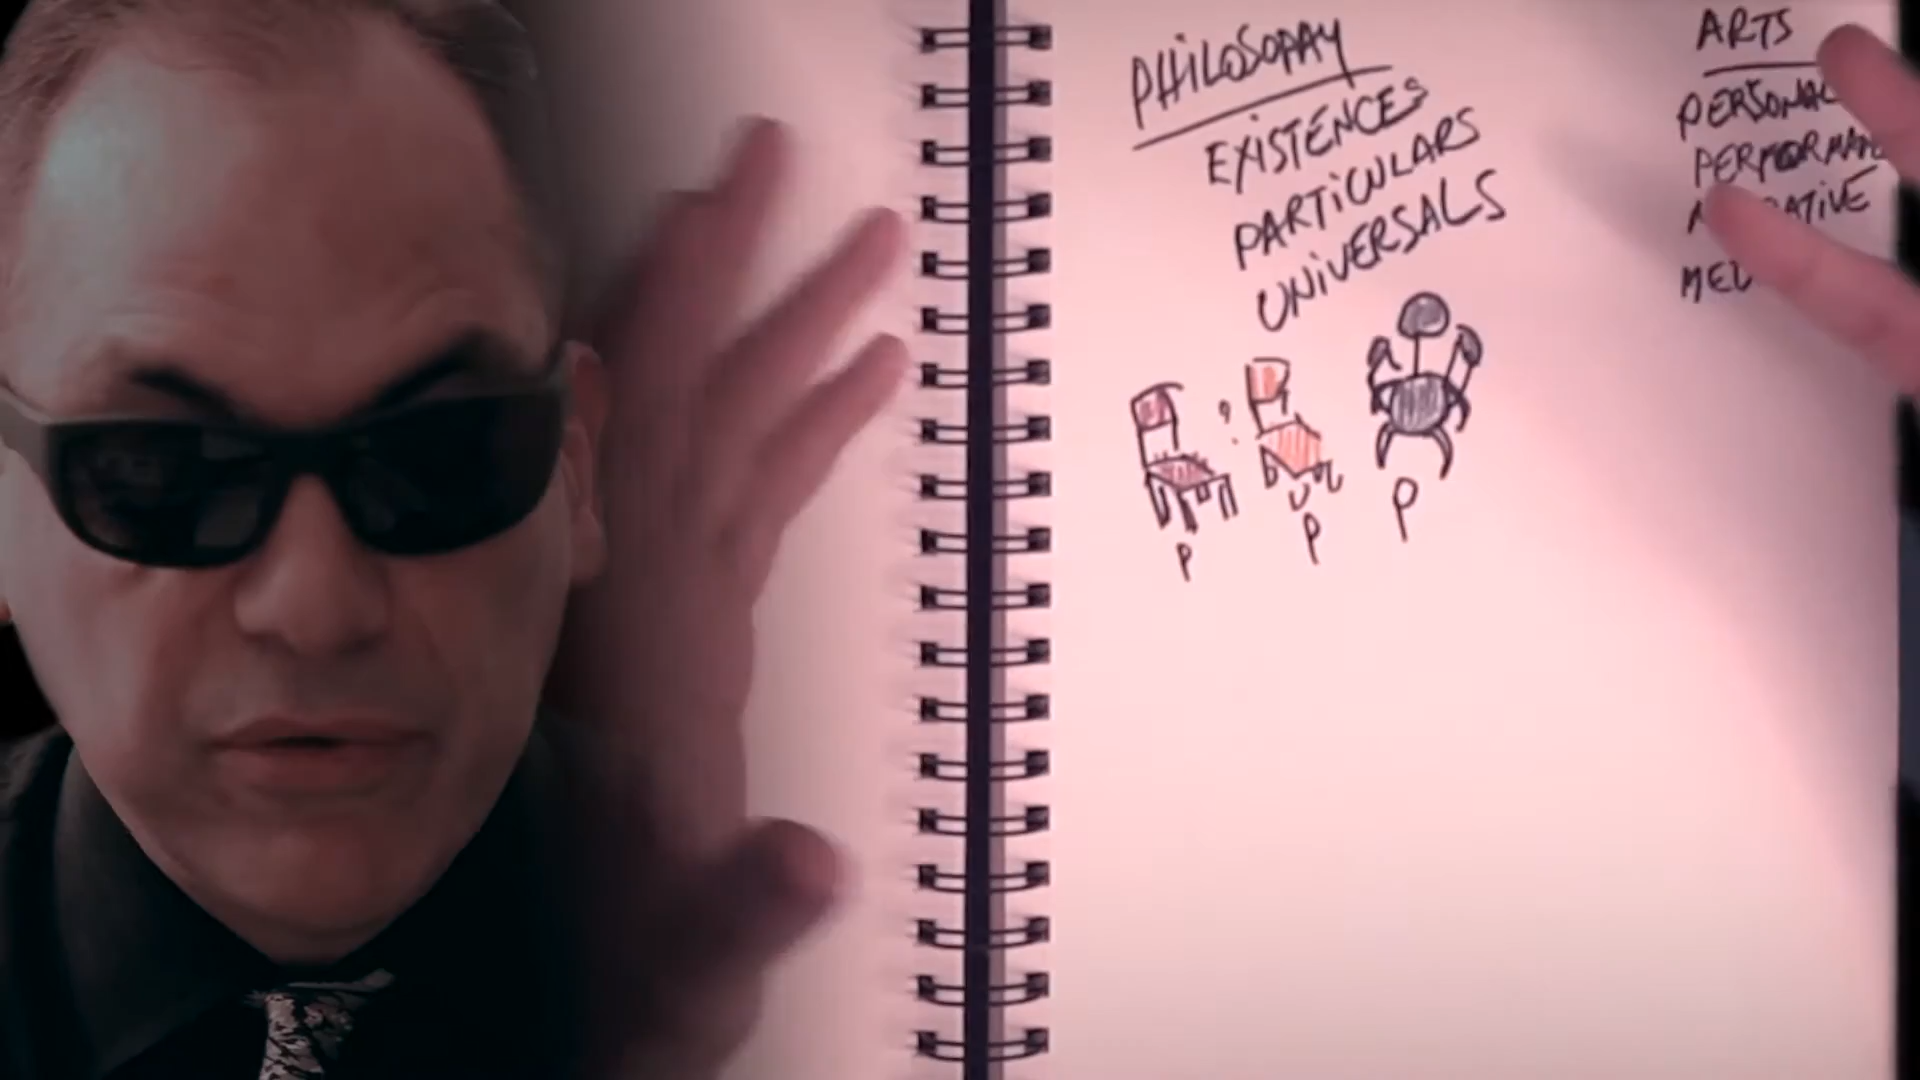 PHILOSOPHY
EXISTENCES
PARTICULARS
UNIVERSALS
?
P
P
P
ARTS